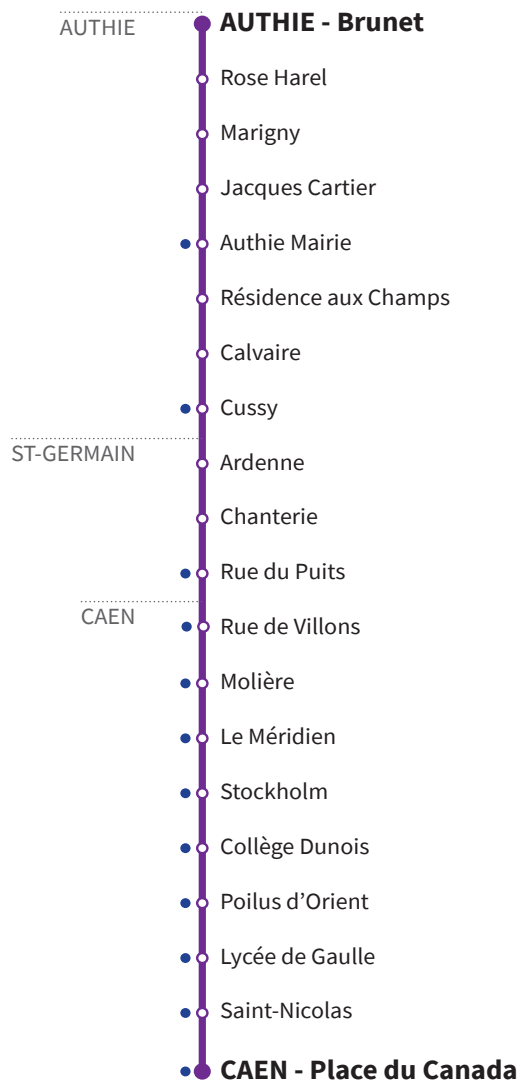 AUTHIE
AUTHIE - Brunet
Rose Harel
Marigny
Jacques Cartier
Authie Mairie
Résidence aux Champs
Calvaire
Cussy
ST-GERMAIN
Ardenne
Chanterie
Rue du Puits
CAEN
Rue de Villons
Molière
Le Méridien
Stockholm
Collège Dunois
Poilus d’Orient
Lycée de Gaulle
Saint-Nicolas
CAEN - Place du Canada